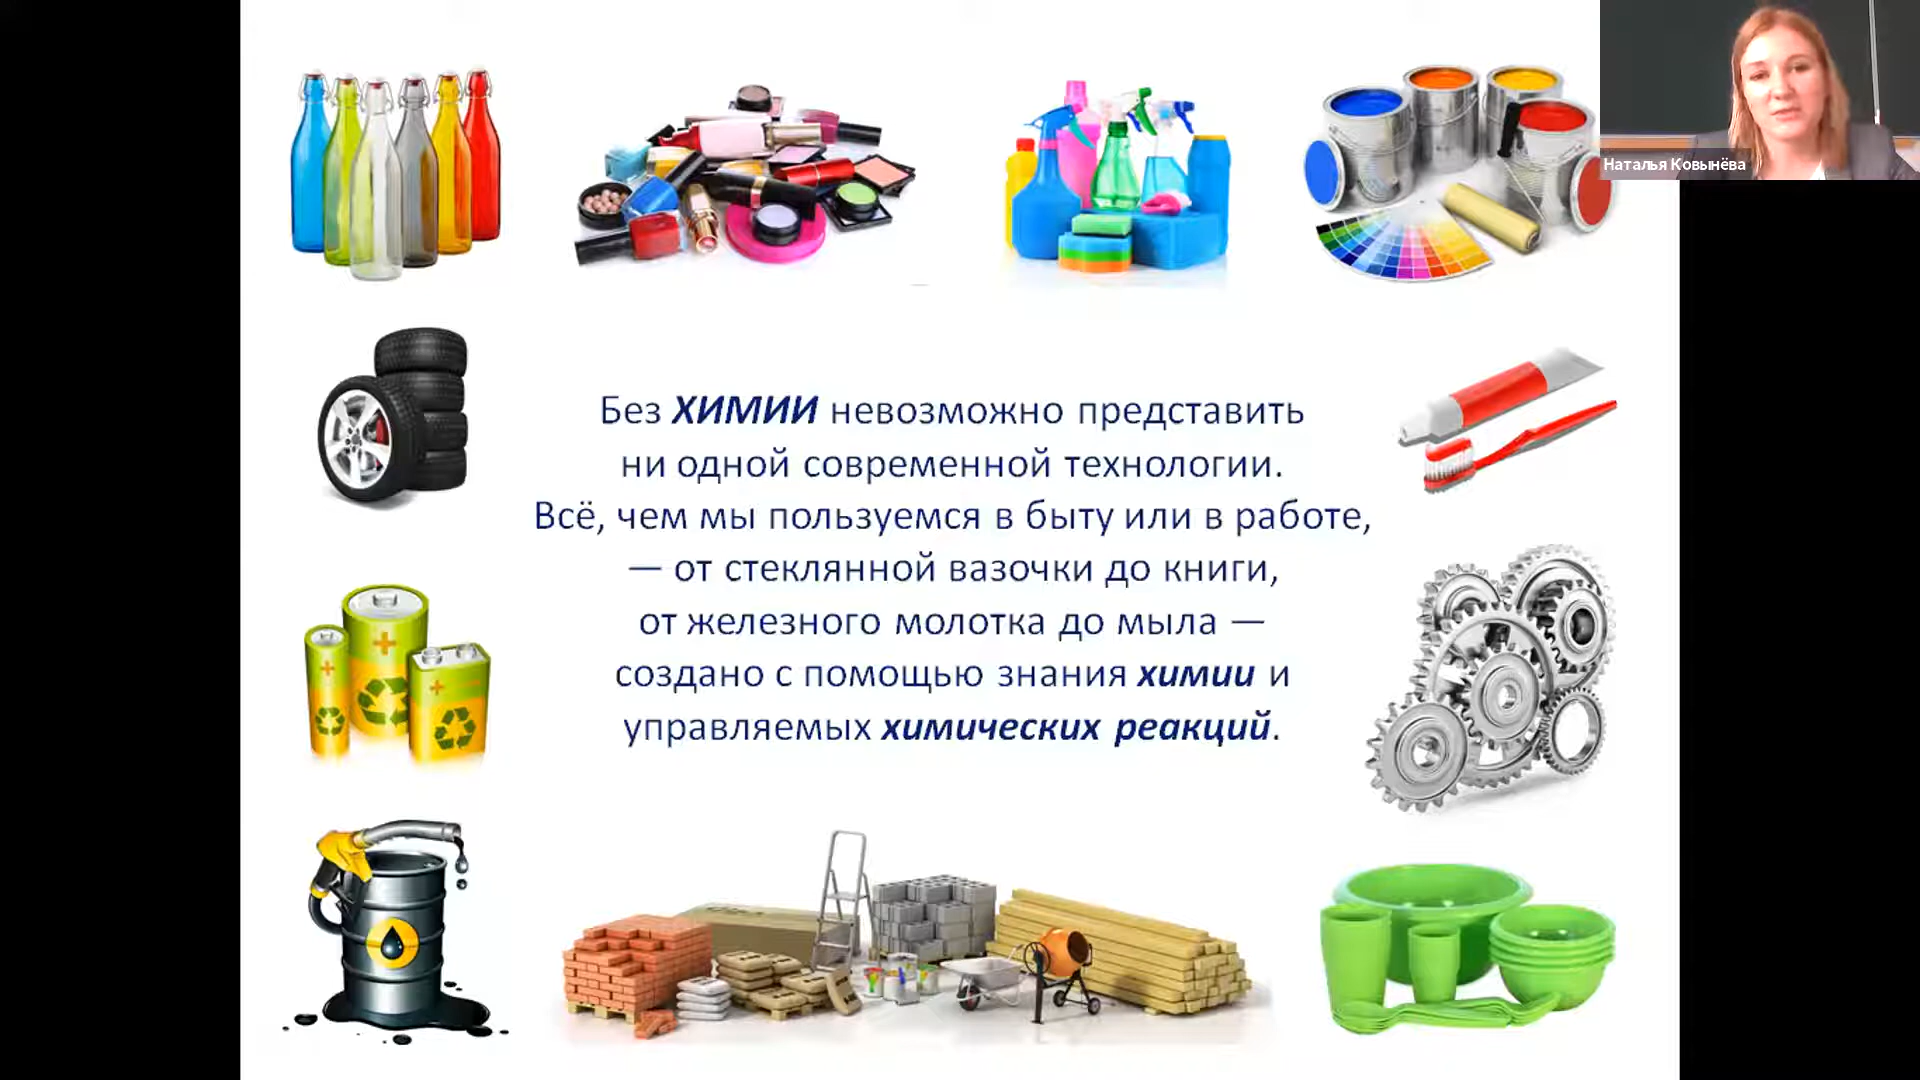 Наталья Ковынёва
Без ХИМИИ невозможно представить
ни одной современной технологии.
Всё, чем мы пользуемся в быту или в работе,
— от стеклянной вазочки до книги,
от железного молотка до мыла —
создано с помощью знания химии и
управляемых химических реакций.